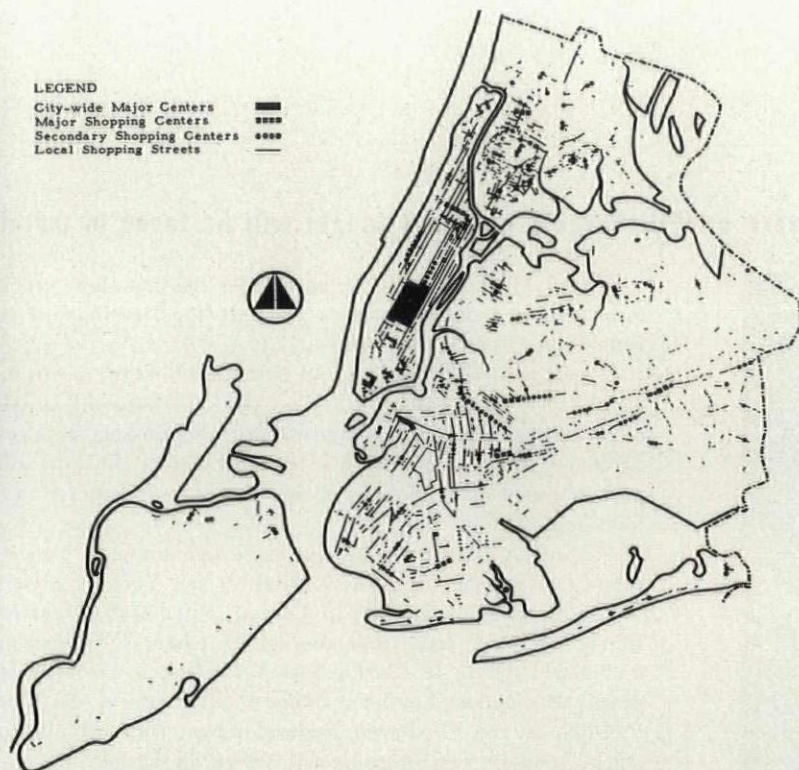 LEGEND
City-wide Major Centers
Major Shopping Centers
Secondary Shopping Centers
Local Shopping Streets